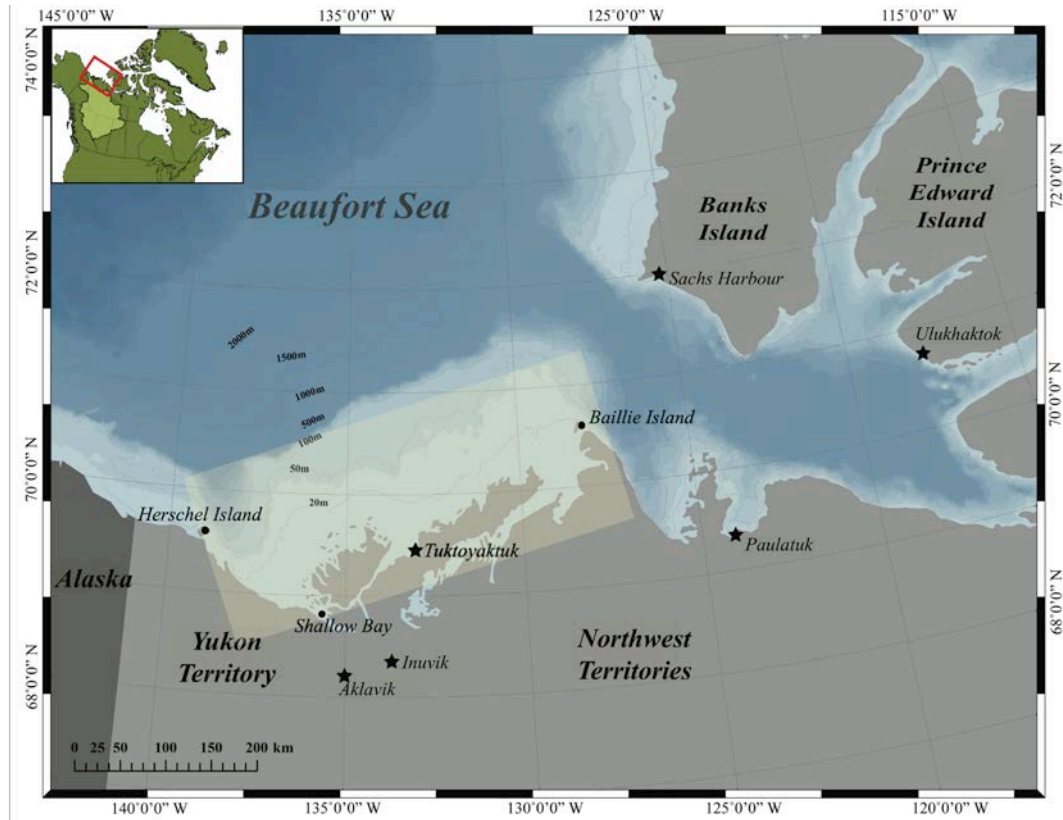 145°0'0" W
135°0'0" W
125°0'0" W
115°0'0" W
74°0'0" N
72°0'0" N
70°0'0" N
68°0'0" N
72°0'0" N
70°0'0" N
68°0'0" N
Beaufort Sea
Banks
Island
Prince
Edward
Island
Sachs Harbour
Ulukhaktok
2000m
1500m
1000m
500m
100m
50m
20m
Baillie Island
Herschel Island
Tuktoyaktuk
Paulatuk
Alaska
Shallow Bay
Yukon
Territory
Northwest
Territories
Inuvik
Aklavik
0 25 50 100 150 200 km
140°0'0" W
135°0'0" W
130°0'0" W
125°0'0" W
120°0'0" W